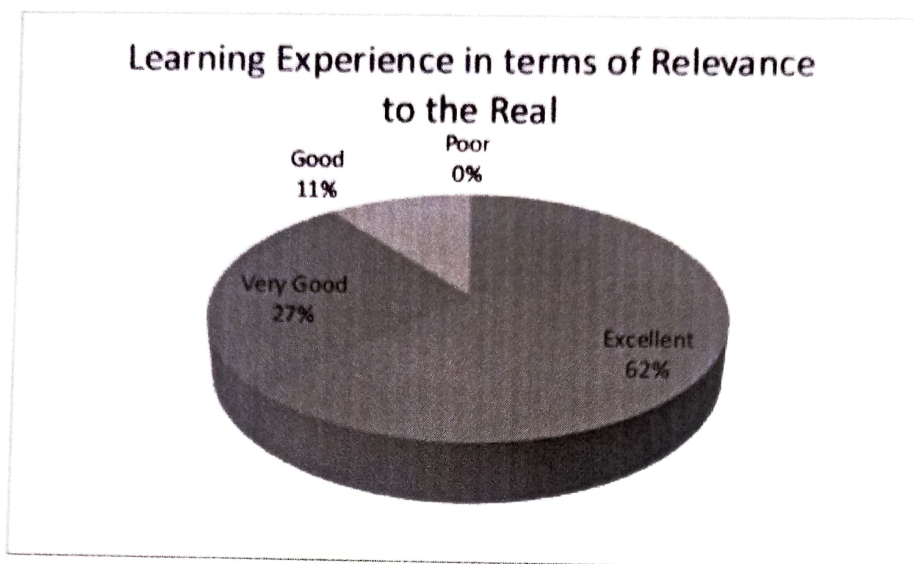 Learning Experience in terms of Relevance
to the Real
Poor
0%
Good
11%
Very Good
27%
Excellent
62%